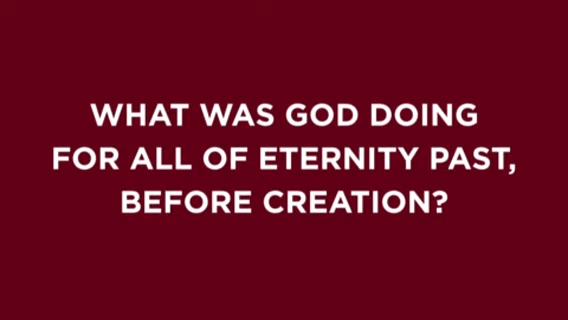 WHAT WAS GOD DOING
FOR ALL OF ETERNITY PAST,
BEFORE CREATION?